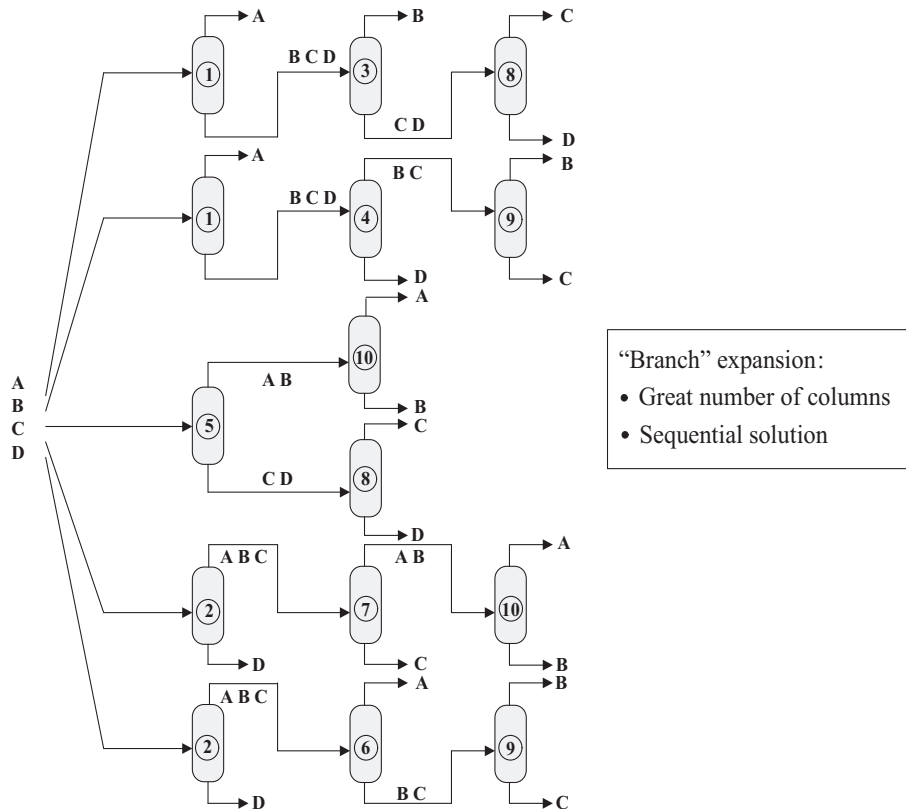 A
B C D
1
B
3
C
8
C D
D
A
B C D
1
B C
4
B
9
D
C
A
10
A B
B
A
B
C
D
5
C
C D
8
D
A B C
A B
A
2
7
10
D
C
B
A B C
A
B
2
6
9
D
B C
C
“Branch” expansion:
• Great number of columns
• Sequential solution